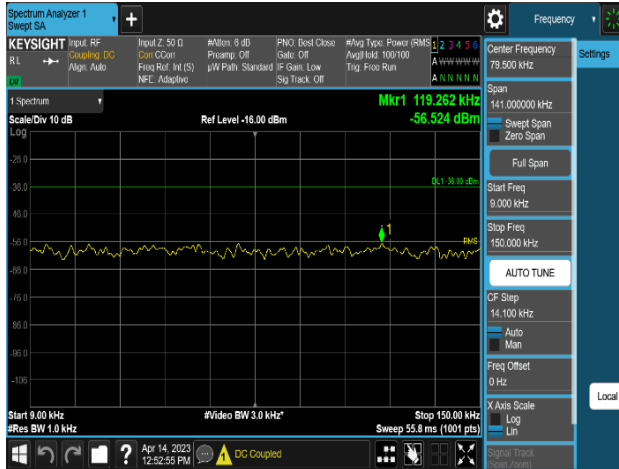 Spectrum Analyzer 1
Swept SA
+
Frequency
KEYSIGHT
Input: RF
Coupling: DC
Align: Auto
RL
Input Z: 50 Ω
Corr CCorr
Freq Ref: Int (S)
NFE: Adaptive
#Atten: 6 dB
Preamp: Off
µW Path: Standard
PNO: Best Close
Gate: Off
IF Gain: Low
Sig Track: Off
#Avg Type: Power (RMS
Avg|Hold: 100/100
Trig: Free Run
1 2 3 4 5 6
A W W W W W
A N N N N N
1 Spectrum
Scale/Div 10 dB
Log
Ref Level -16.00 dBm
Mkr1 119.262 kHz
-56.524 dBm
-26.0
-36.0
-46.0
-56.0
-66.0
-76.0
-86.0
-96.0
-106
DL1 -36.00 dBm
1
RMS
Start 9.00 kHz
#Res BW 1.0 kHz
#Video BW 3.0 kHz*
Stop 150.00 kHz
Sweep 55.8 ms (1001 pts)
Center Frequency
79.500 kHz
Settings
Span
141.000000 kHz
Swept Span
Zero Span
Full Span
Start Freq
9.000 kHz
Stop Freq
150.000 kHz
AUTO TUNE
CF Step
14.100 kHz
Auto
Man
Freq Offset
0 Hz
X Axis Scale
Log
Lin
Local
Signal Track
(Span Zoom)
?
Apr 14, 2023
12:52:55 PM
DC Coupled